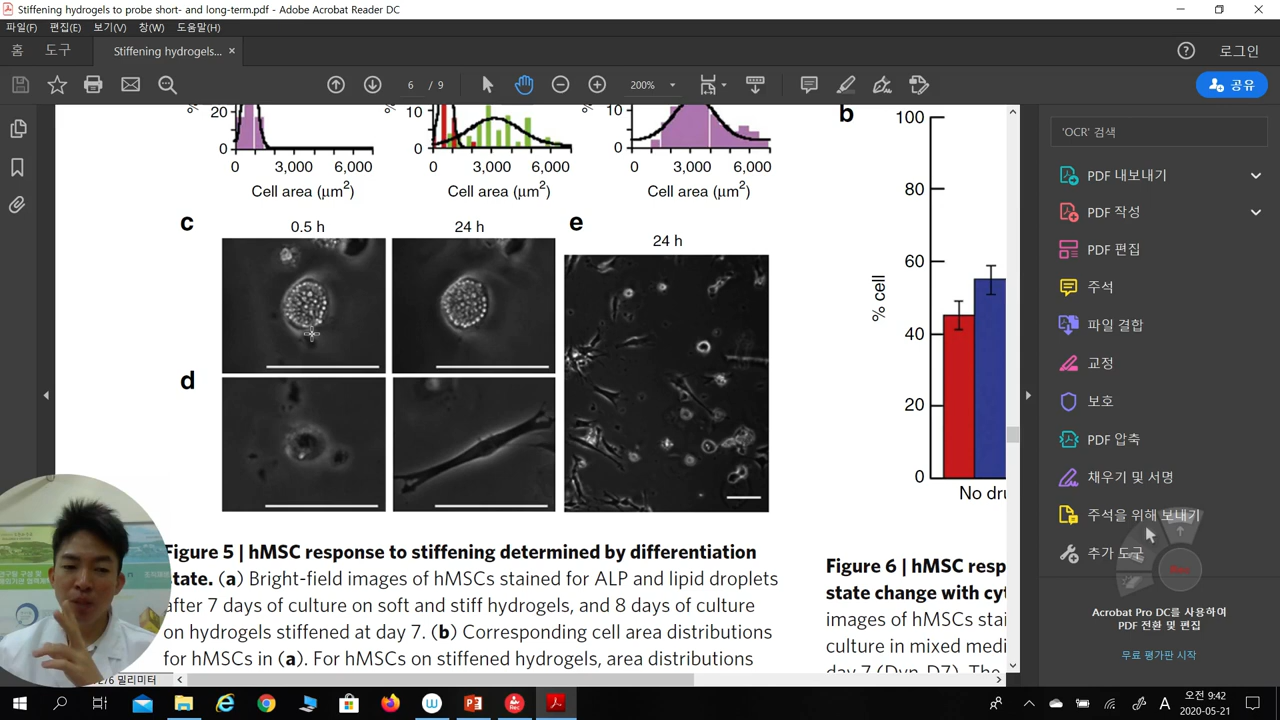 Stiffening hydrogels to probe short- and long-term.pdf - Adobe Acrobat Reader DC
파일(F) 편집(E) 보기(V) 창(W) 도움말(H)
홈 도구 Stiffening hydrogels... × 로그인
6 / 9 200% 공유
20 10 10
% % %
0 0 0
0 3,000 6,000 0 3,000 6,000 0 3,000 6,000
Cell area (μm²) Cell area (μm²) Cell area (μm²)
c 0.5 h 24 h e 24 h
d
Figure 5 | hMSC response to stiffening determined by differentiation
state. (a) Bright-field images of hMSCs stained for ALP and lipid droplets
after 7 days of culture on soft and stiff hydrogels, and 8 days of culture
on hydrogels stiffened at day 7. (b) Corresponding cell area distributions
for hMSCs in (a). For hMSCs on stiffened hydrogels, area distributions
b
100
80
60
40
20
0
% cell
No dru
Figure 6 | hMSC resp
state change with cyt
images of hMSCs stai
culture in mixed medi
day 7 (Dyn-D7). The
'OCR' 검색
PDF 내보내기
PDF 작성
PDF 편집
주석
파일 결합
교정
보호
PDF 압축
채우기 및 서명
주석을 위해 보내기
추가 도구
Acrobat Pro DC를 사용하여
PDF 전환 및 편집
무료 평가판 시작
밀리미터
A 오전 9:42
2020-05-21